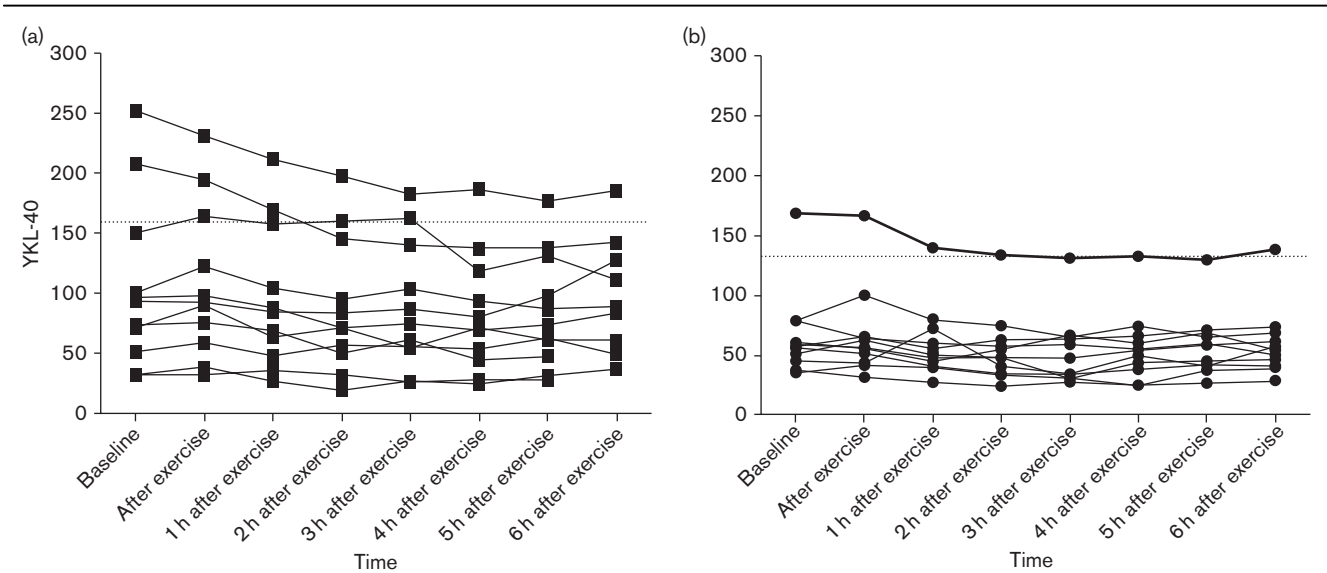 (a)
300
250
200
150
100
50
0
YKL-40
Baseline
After exercise
1 h after exercise
2 h after exercise
3 h after exercise
4 h after exercise
5 h after exercise
6 h after exercise
Time
(b)
300
250
200
150
100
50
0
Baseline
After exercise
1 h after exercise
2 h after exercise
3 h after exercise
4 h after exercise
5 h after exercise
6 h after exercise
Time